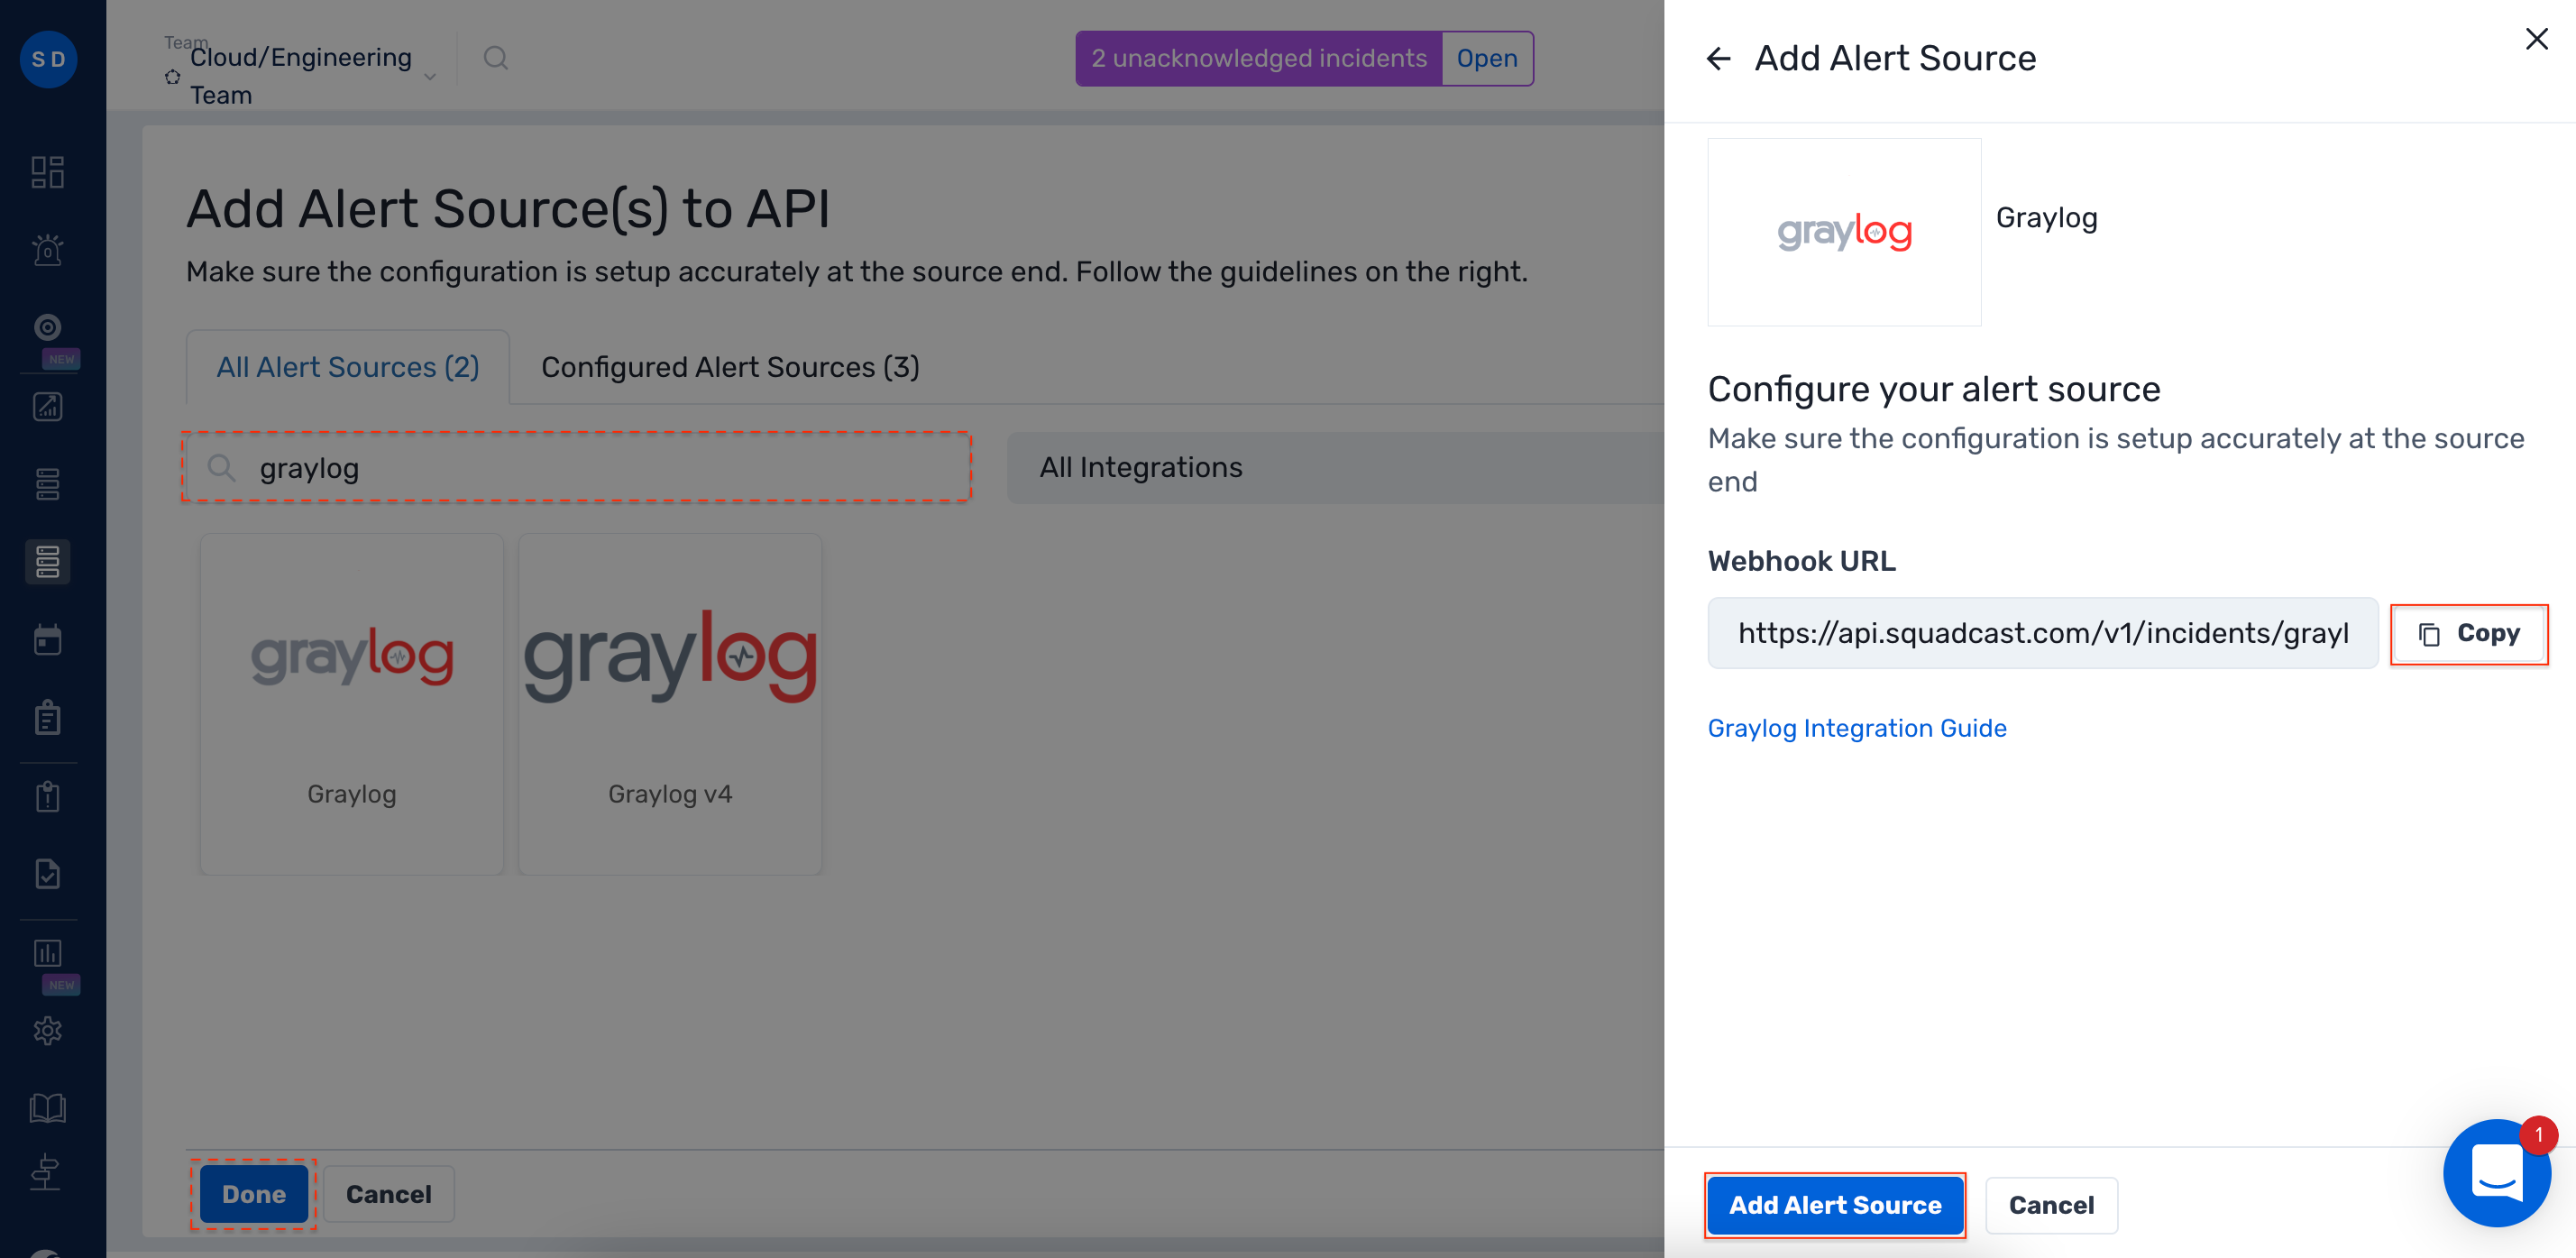 S D
Team
Cloud/Engineering
Team
2 unacknowledged incidents
Open
Add Alert Source(s) to API
Make sure the configuration is setup accurately at the source end. Follow the guidelines on the right.
All Alert Sources (2)
Configured Alert Sources (3)
graylog
All Integrations
graylog
graylog
Graylog
Graylog v4
0
NEW
NEW
Done
Cancel
Add Alert Source
graylog
Graylog
Configure your alert source
Make sure the configuration is setup accurately at the source
end
Webhook URL
https://api.squadcast.com/v1/incidents/grayl
Copy
Graylog Integration Guide
1
Add Alert Source
Cancel